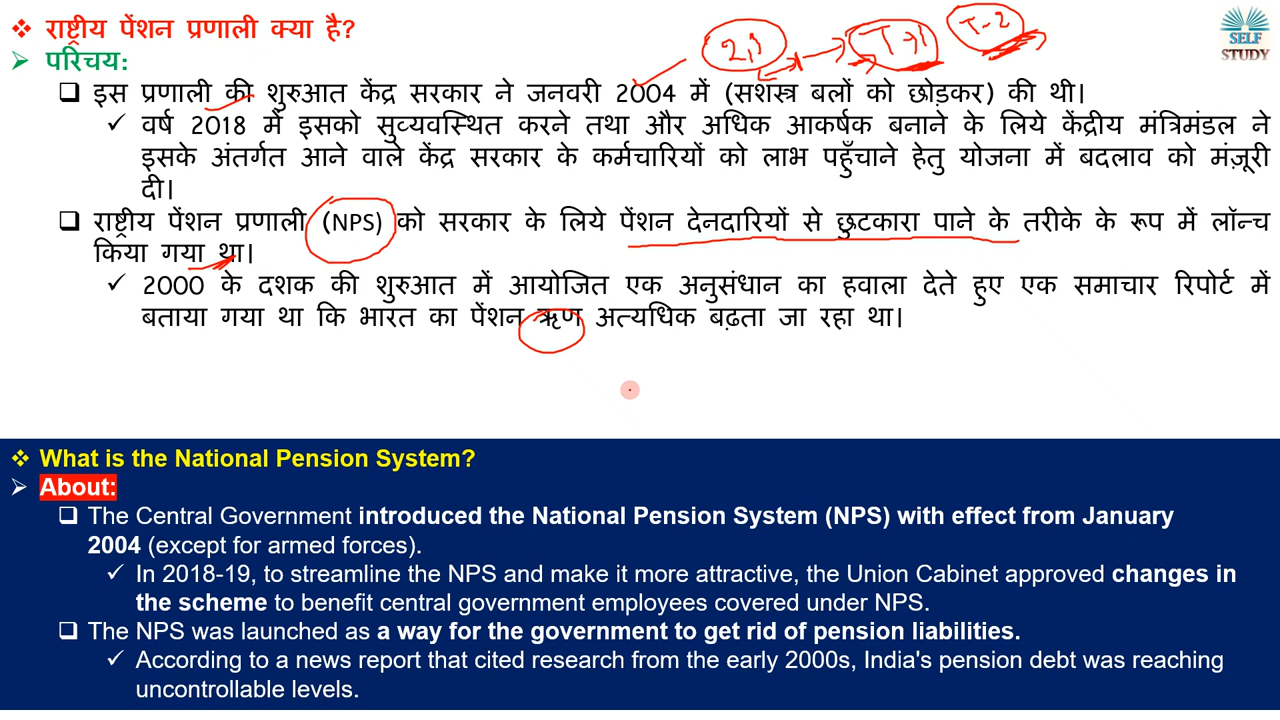 ❖ राष्ट्रीय पेंशन प्रणाली क्या है?
➢ परिचय:
❑ इस प्रणाली की शुरुआत केंद्र सरकार ने जनवरी 2004 में (सशस्त्र बलों को छोड़कर) की थी।
✓ वर्ष 2018 में इसको सुव्यवस्थित करने तथा और अधिक आकर्षक बनाने के लिये केंद्रीय मंत्रिमंडल ने
इसके अंतर्गत आने वाले केंद्र सरकार के कर्मचारियों को लाभ पहुँचाने हेतु योजना में बदलाव को मंज़ूरी
दी।
❑ राष्ट्रीय पेंशन प्रणाली (NPS) को सरकार के लिये पेंशन देनदारियों से छुटकारा पाने के तरीके के रूप में लॉन्च
किया गया था।
✓ 2000 के दशक की शुरुआत में आयोजित एक अनुसंधान का हवाला देते हुए एक समाचार रिपोर्ट में
बताया गया था कि भारत का पेंशन ऋण अत्यधिक बढ़ता जा रहा था।
T-2
SELF
STUDY
❖ What is the National Pension System?
➢ About:
❑ The Central Government introduced the National Pension System (NPS) with effect from January
2004 (except for armed forces).
✓ In 2018-19, to streamline the NPS and make it more attractive, the Union Cabinet approved changes in
the scheme to benefit central government employees covered under NPS.
❑ The NPS was launched as a way for the government to get rid of pension liabilities.
✓ According to a news report that cited research from the early 2000s, India's pension debt was reaching
uncontrollable levels.